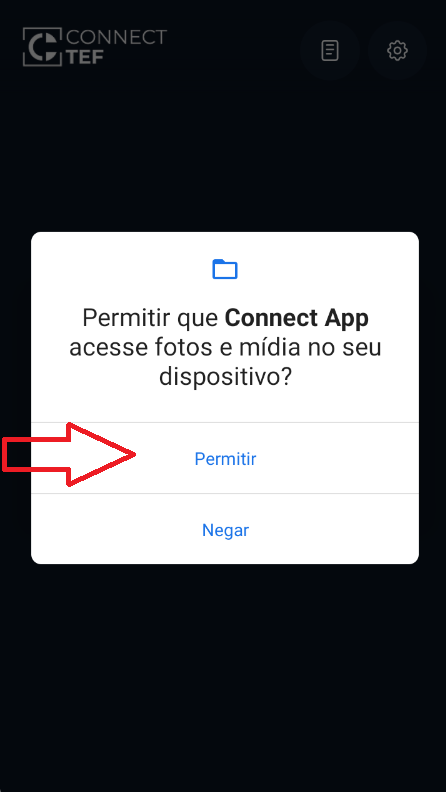 CONNECT
TEF
Permitir que Connect App
acesse fotos e mídia no seu
dispositivo?
Permitir
Negar